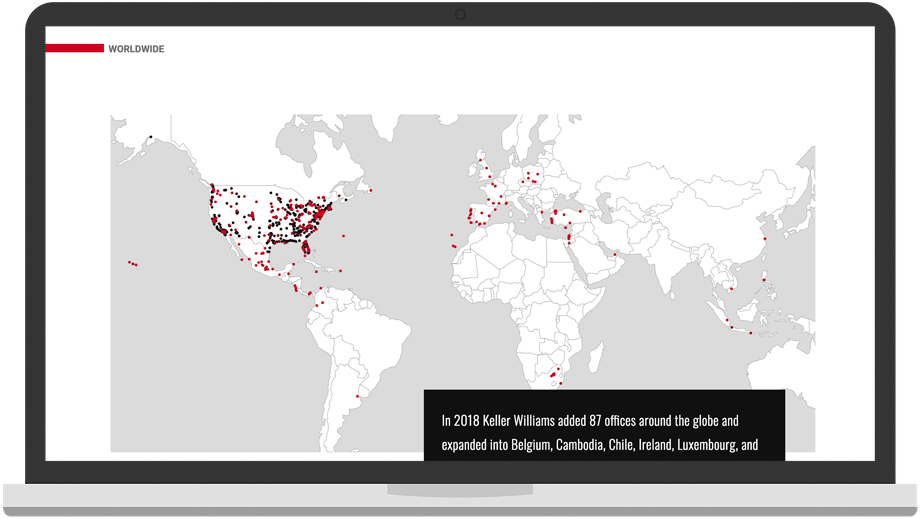 WORLDWIDE
In 2018 Keller Williams added 87 offices around the globe and
expanded into Belgium, Cambodia, Chile, Ireland, Luxembourg, and